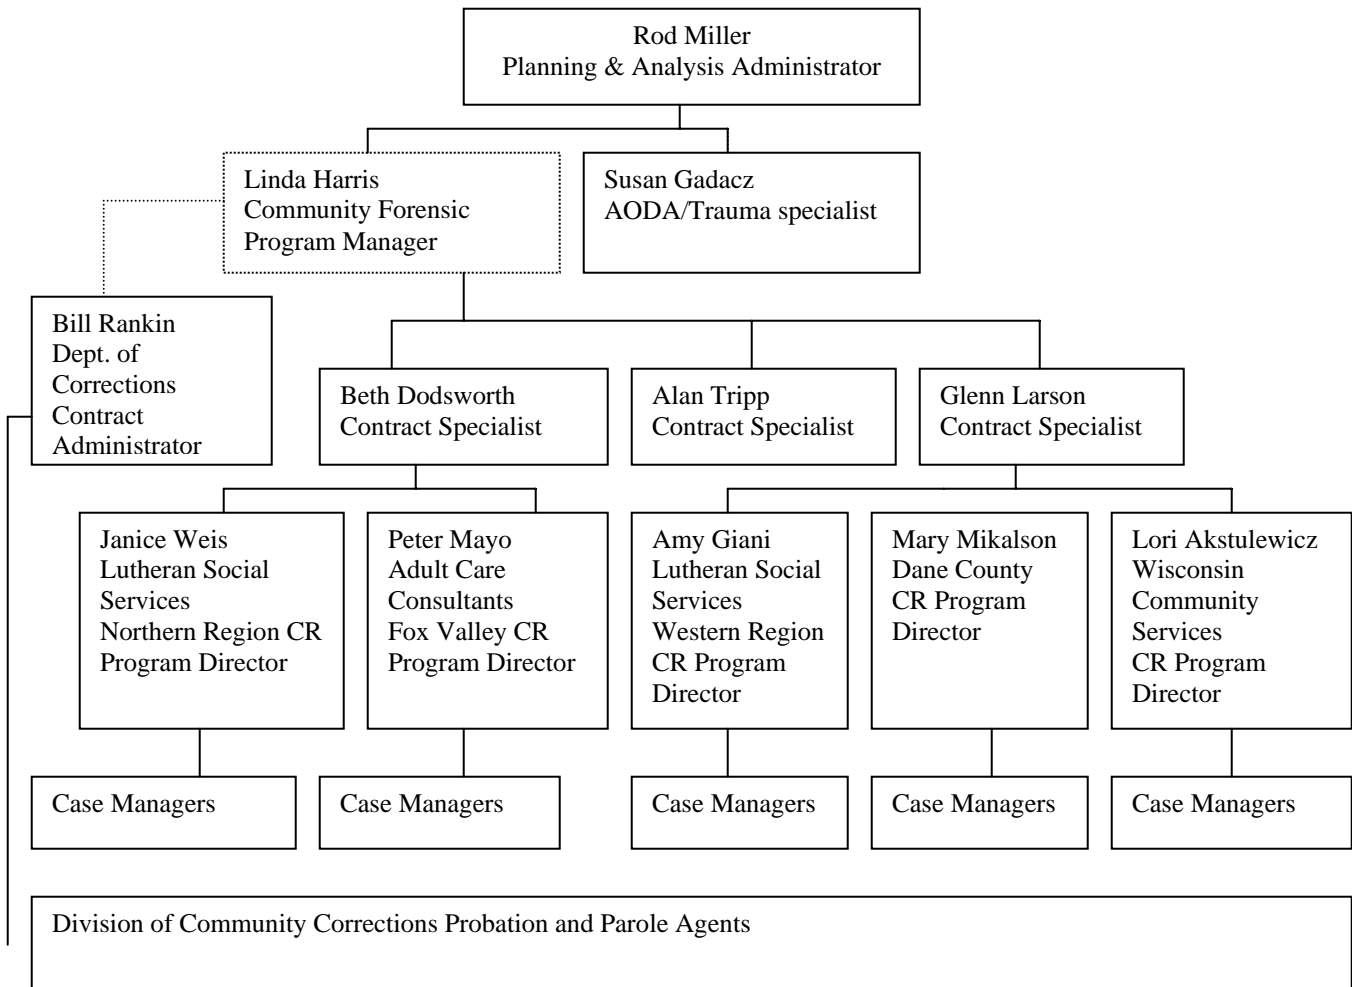 Rod Miller
Planning & Analysis Administrator
Linda Harris
Community Forensic
Program Manager
Susan Gadacz
AODA/Trauma specialist
Bill Rankin
Dept. of
Corrections
Contract
Administrator
Beth Dodsworth
Contract Specialist
Alan Tripp
Contract Specialist
Glenn Larson
Contract Specialist
Janice Weis
Lutheran Social
Services
Northern Region CR
Program Director
Peter Mayo
Adult Care
Consultants
Fox Valley CR
Program Director
Amy Giani
Lutheran Social
Services
Western Region
CR Program
Director
Mary Mikalson
Dane County
CR Program
Director
Lori Akstulewicz
Wisconsin
Community
Services
CR Program
Director
Case Managers
Case Managers
Case Managers
Case Managers
Case Managers
Division of Community Corrections Probation and Parole Agents